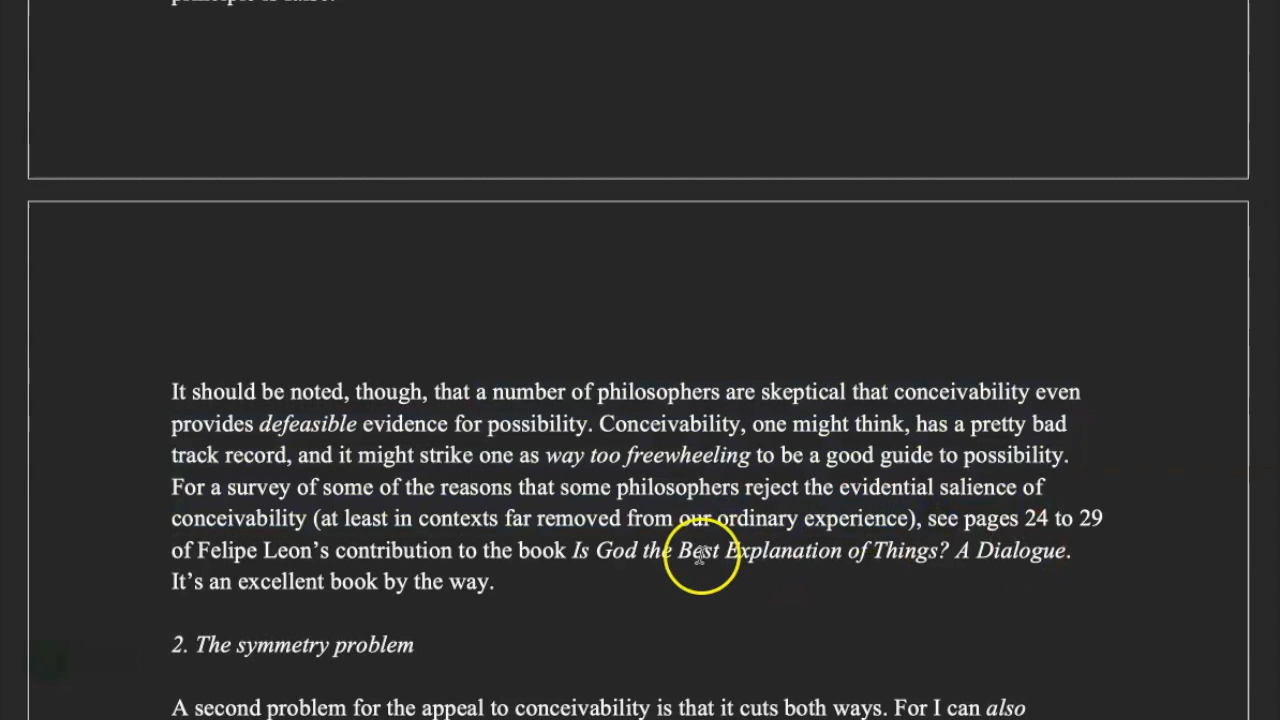 It should be noted, though, that a number of philosophers are skeptical that conceivability even
provides defeasible evidence for possibility. Conceivability, one might think, has a pretty bad
track record, and it might strike one as way too freewheeling to be a good guide to possibility.
For a survey of some of the reasons that some philosophers reject the evidential salience of
conceivability (at least in contexts far removed from our ordinary experience), see pages 24 to 29
of Felipe Leon’s contribution to the book Is God the Best Explanation of Things? A Dialogue.
It’s an excellent book by the way.
2. The symmetry problem
A second problem for the appeal to conceivability is that it cuts both ways. For I can also